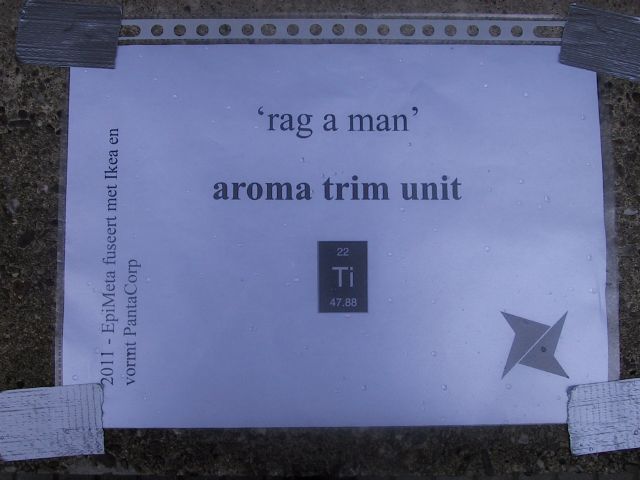 ‘rag a man’
aroma trim unit
22
Ti
47.88
2011 - EpiMeta fuseert met Ikea en
vormt PantaCorp